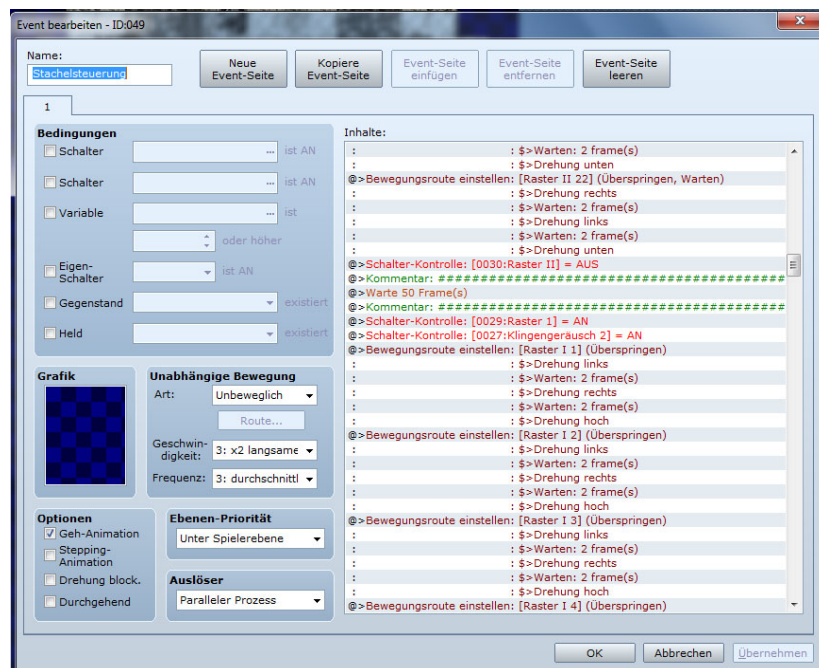 Event bearbeiten - ID:049
Name:
Stachelsteuerung
Neue
Event-Seite
Kopiere
Event-Seite
Event-Seite
einfügen
Event-Seite
entfernen
Event-Seite
leeren
1
Bedingungen
Schalter ... ist AN
Schalter ... ist AN
Variable ... ist
oder höher
Eigen-
Schalter ist AN
Gegenstand existiert
Held existiert
Grafik
Unabhängige Bewegung
Art: Unbeweglich
Route...
Geschwin-
digkeit: 3: x2 langsame
Frequenz: 3: durchschnittl
Optionen
Geh-Animation
Stepping-
Animation
Drehung block.
Durchgehend
Ebenen-Priorität
Unter Spielerebene
Auslöser
Paralleler Prozess
Inhalte:
: : $>Warten: 2 frame(s)
: : $>Drehung unten
@>Bewegungsroute einstellen: [Raster II 22] (Überspringen, Warten)
: : $>Drehung rechts
: : $>Warten: 2 frame(s)
: : $>Drehung links
: : $>Warten: 2 frame(s)
: : $>Drehung unten
@>Schalter-Kontrolle: [0030:Raster II] = AUS
@>Kommentar: #########################################
@>Warte 50 Frame(s)
@>Kommentar: #########################################
@>Schalter-Kontrolle: [0029:Raster 1] = AN
@>Schalter-Kontrolle: [0027:Klingengeräusch 2] = AN
@>Bewegungsroute einstellen: [Raster I 1] (Überspringen)
: : $>Drehung links
: : $>Warten: 2 frame(s)
: : $>Drehung rechts
: : $>Warten: 2 frame(s)
: : $>Drehung hoch
@>Bewegungsroute einstellen: [Raster I 2] (Überspringen)
: : $>Drehung links
: : $>Warten: 2 frame(s)
: : $>Drehung rechts
: : $>Warten: 2 frame(s)
: : $>Drehung hoch
@>Bewegungsroute einstellen: [Raster I 3] (Überspringen)
: : $>Drehung links
: : $>Warten: 2 frame(s)
: : $>Drehung rechts
: : $>Warten: 2 frame(s)
: : $>Drehung hoch
@>Bewegungsroute einstellen: [Raster I 4] (Überspringen)
OK
Abbrechen
Übernehmen